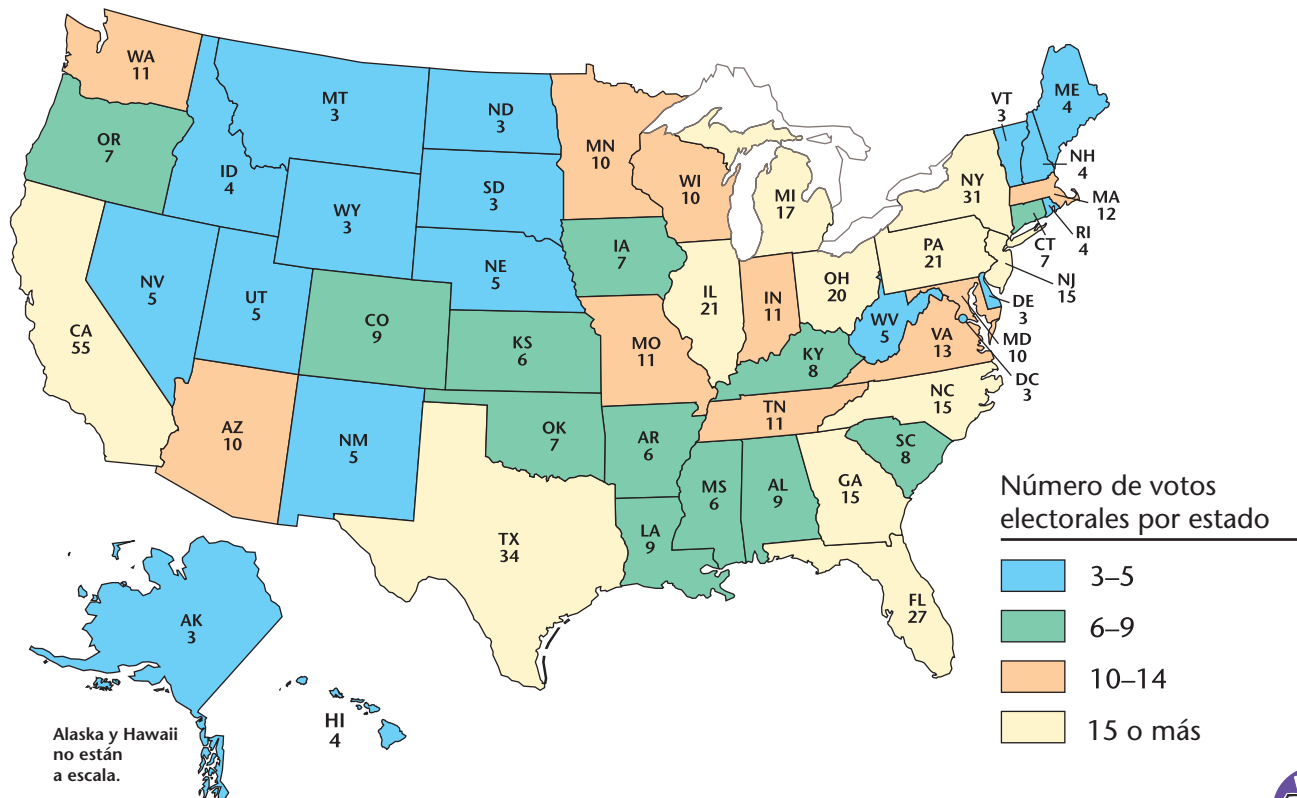 WA
11
OR
7
CA
55
ID
4
NV
5
MT
3
WY
3
UT
5
AZ
10
CO
9
NM
5
ND
3
SD
3
NE
5
KS
6
OK
7
TX
34
MN
10
IA
7
MO
11
AR
6
LA
9
WI
10
IL
21
MS
6
MI
17
IN
11
KY
8
TN
11
AL
9
OH
20
WV
5
GA
15
FL
27
SC
8
NC
15
VA
13
PA
21
NY
31
VT
3
ME
4
NH
4
MA
12
RI
4
CT
7
NJ
15
DE
3
MD
10
DC
3
AK
3
HI
4
Alaska y Hawaii
no están
a escala.
Número de votos
electorales por estado
3–5
6–9
10–14
15 o más